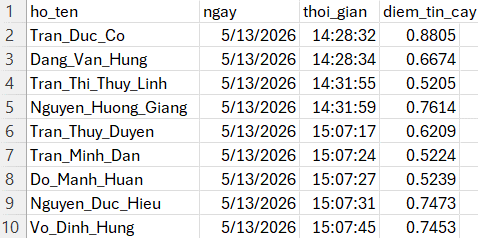 1 ho_ten ngay thoi_gian diem_tin_cay
2 Tran_Duc_Co 5/13/2026 14:28:32 0.8805
3 Dang_Van_Hung 5/13/2026 14:28:34 0.6674
4 Tran_Thi_Thuy_Linh 5/13/2026 14:31:55 0.5205
5 Nguyen_Huong_Giang 5/13/2026 14:31:59 0.7614
6 Tran_Thuy_Duyen 5/13/2026 15:07:17 0.6209
7 Tran_Minh_Dan 5/13/2026 15:07:24 0.5224
8 Do_Manh_Huan 5/13/2026 15:07:27 0.5239
9 Nguyen_Duc_Hieu 5/13/2026 15:07:31 0.7473
10 Vo_Dinh_Hung 5/13/2026 15:07:45 0.7453